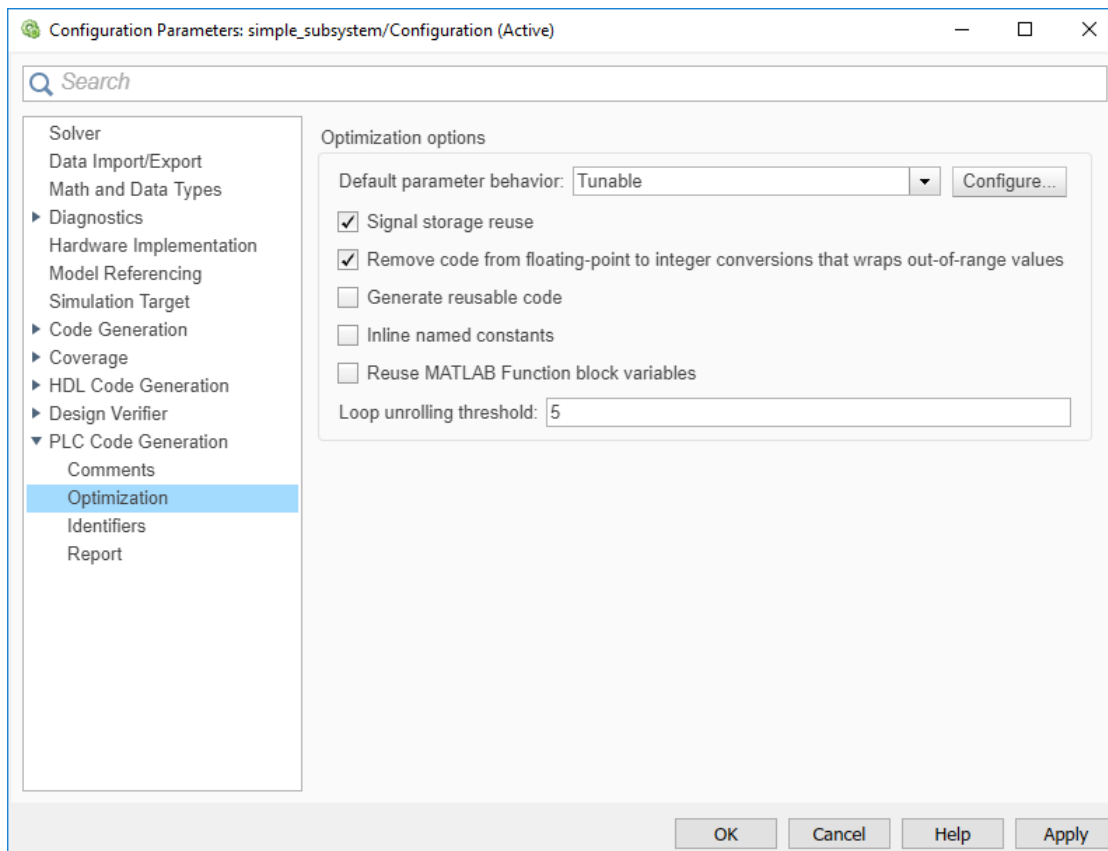 Configuration Parameters: simple_subsystem/Configuration (Active)
Search
Solver
Data Import/Export
Math and Data Types
Diagnostics
Hardware Implementation
Model Referencing
Simulation Target
Code Generation
Coverage
HDL Code Generation
Design Verifier
PLC Code Generation
Comments
Optimization
Identifiers
Report
Optimization options
Default parameter behavior: Tunable Configure...
Signal storage reuse
Remove code from floating-point to integer conversions that wraps out-of-range values
Generate reusable code
Inline named constants
Reuse MATLAB Function block variables
Loop unrolling threshold: 5
OK Cancel Help Apply